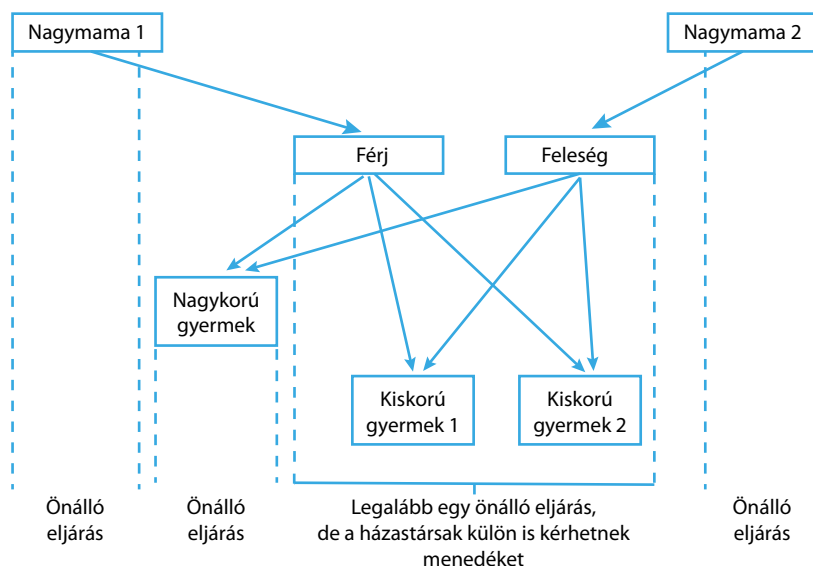 Nagymama 1
Nagymama 2
Férj
Feleség
Nagykorú
gyermek
Kiskorú
gyermek 1
Kiskorú
gyermek 2
Önálló
eljárás
Önálló
eljárás
Legalább egy önálló eljárás,
de a házastársak külön is kérhetnek
menedéket
Önálló
eljárás